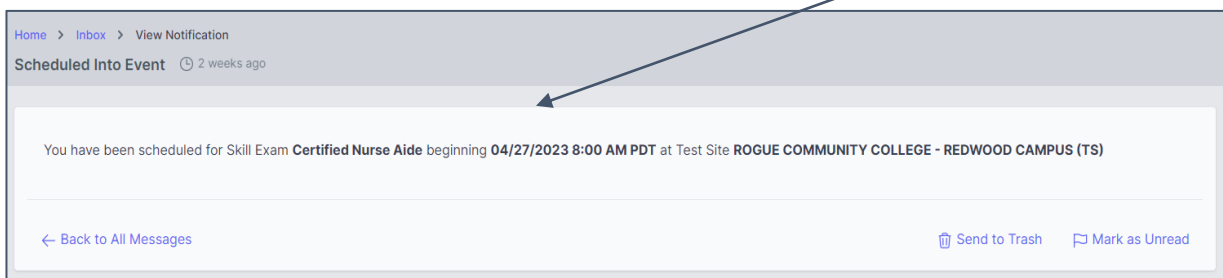 Home > Inbox > View Notification
Scheduled Into Event 2 weeks ago
You have been scheduled for Skill Exam Certified Nurse Aide beginning 04/27/2023 8:00 AM PDT at Test Site ROGUE COMMUNITY COLLEGE - REDWOOD CAMPUS (TS)
← Back to All Messages Send to Trash Mark as Unread